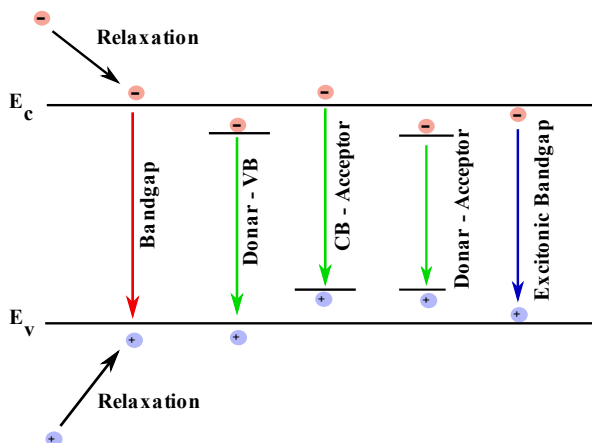 Relaxation
E_c
Bandgap
Donar - VB
CB - Acceptor
Donar - Acceptor
Excitonic Bandgap
E_v
Relaxation